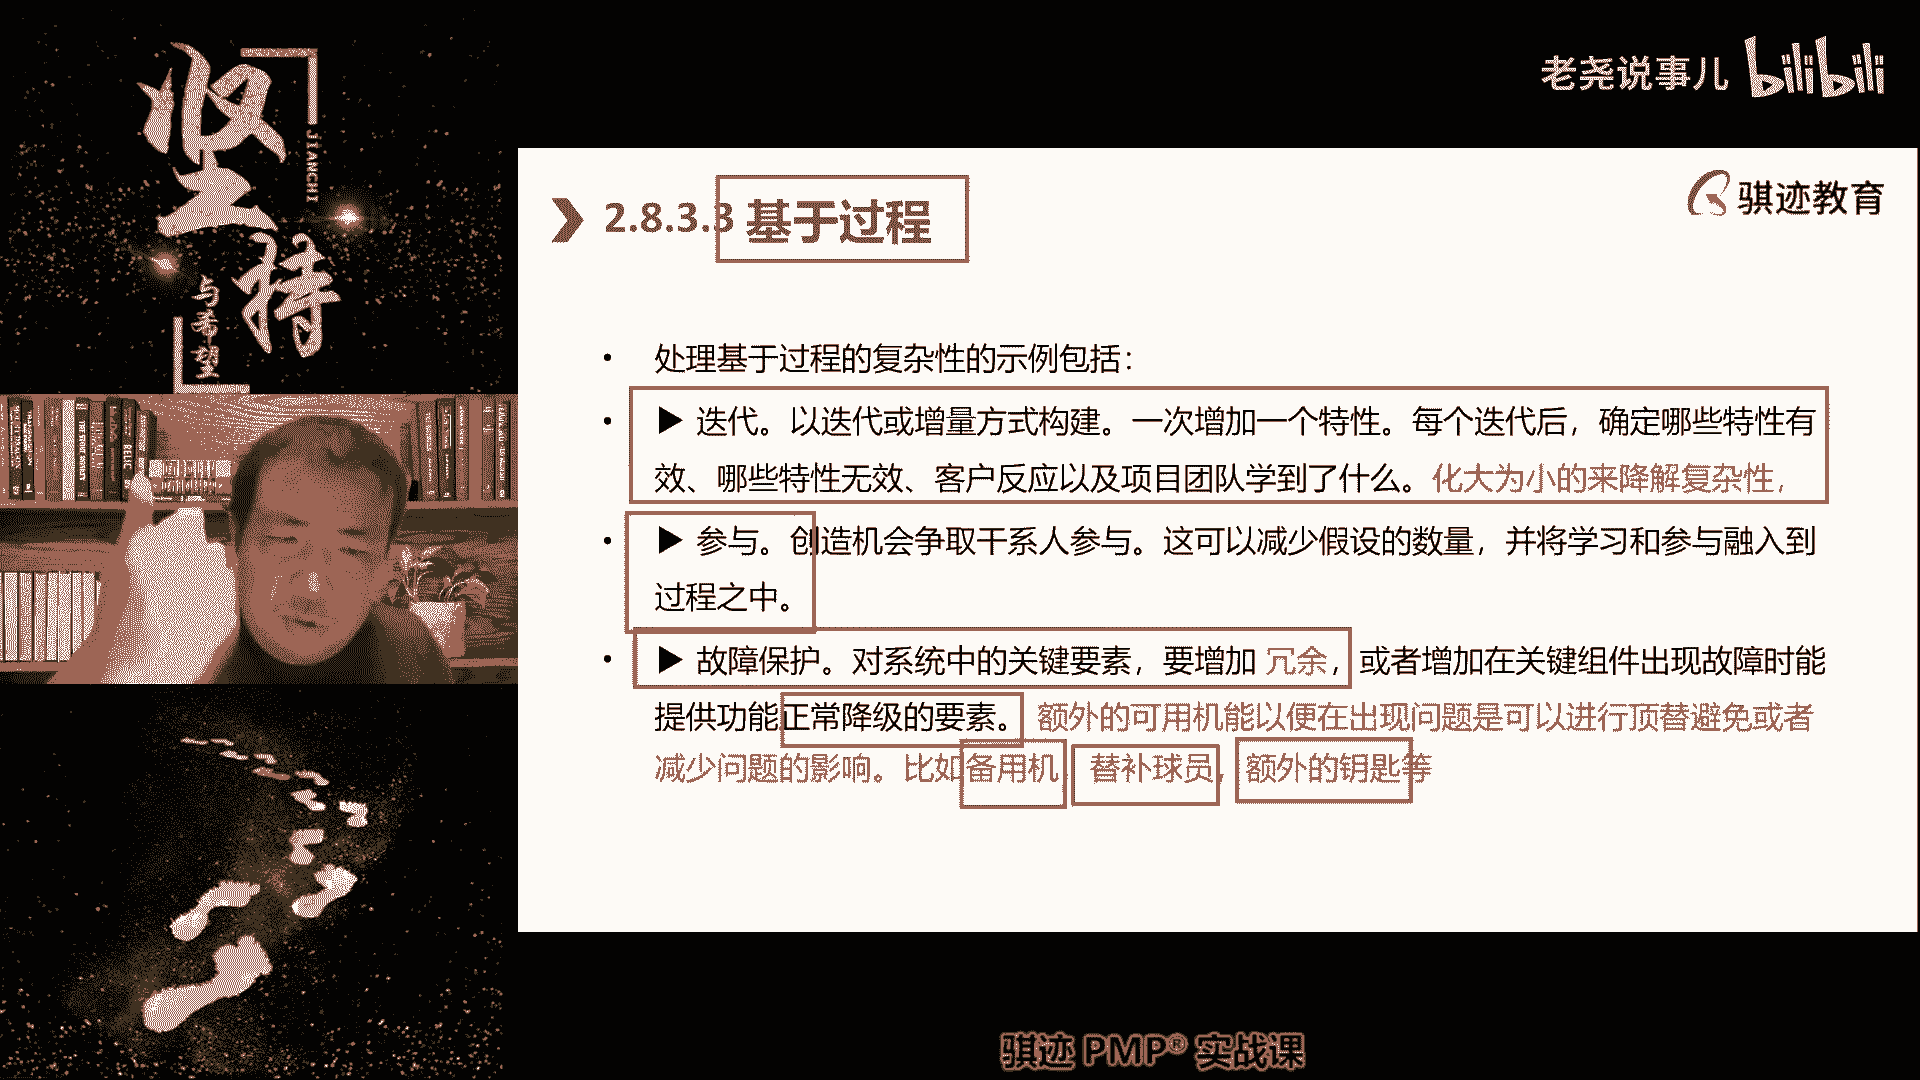 坚持
JIANCHI
与希望
老尧说事儿 bilibili
骐迹教育
2.8.3.3 基于过程
• 处理基于过程的复杂性的示例包括：
• ▶ 迭代。以迭代或增量方式构建。一次增加一个特性。每个迭代后，确定哪些特性有
效、哪些特性无效、客户反应以及项目团队学到了什么。化大为小的来降解复杂性，
• ▶ 参与。创造机会争取干系人参与。这可以减少假设的数量，并将学习和参与融入到
过程之中。
• ▶ 故障保护。对系统中的关键要素，要增加 冗余，或者增加在关键组件出现故障时能
提供功能正常降级的要素。 额外的可用机能以便在出现问题是可以进行顶替避免或者
减少问题的影响。比如备用机，替补球员，额外的钥匙等
骐迹 PMP® 实战课